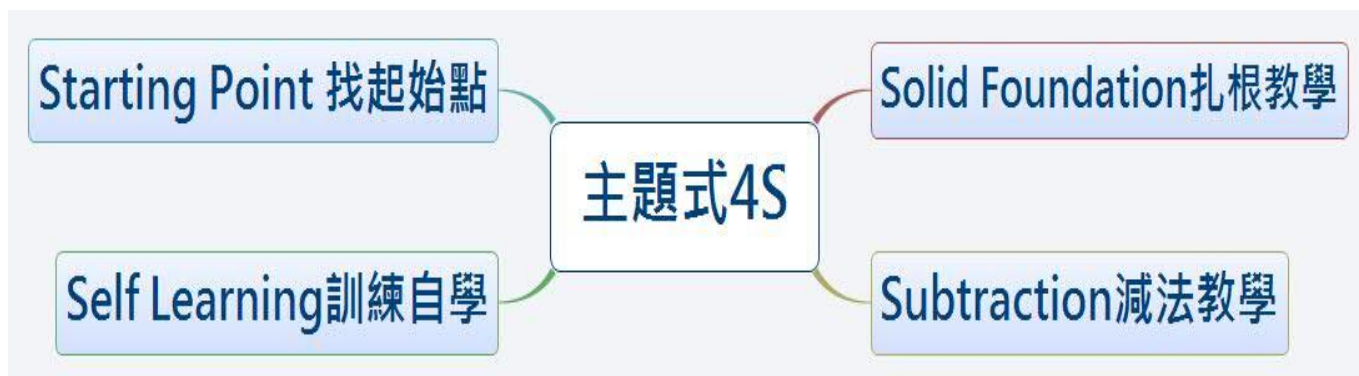 Starting Point 找起始點
Solid Foundation扎根教學
主題式4S
Self Learning訓練自學
Subtraction減法教學